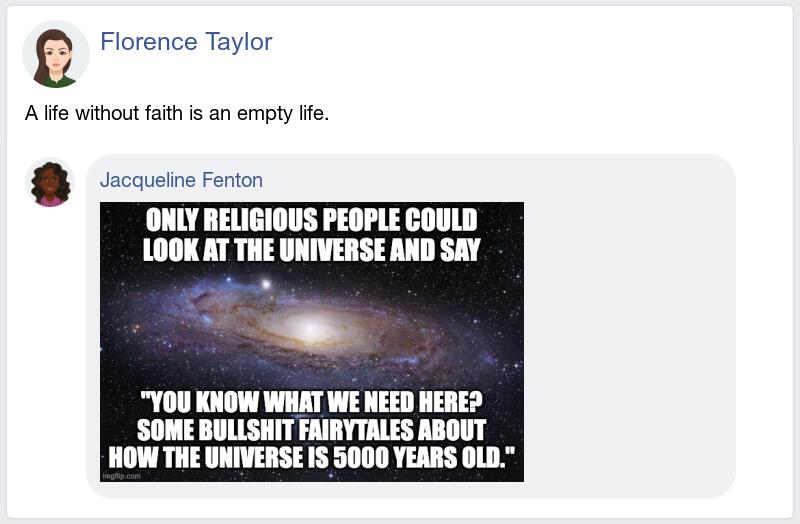 Florence Taylor
A life without faith is an empty life.
Jacqueline Fenton
ONLY RELIGIOUS PEOPLE COULD
LOOK AT THE UNIVERSE AND SAY
"YOU KNOW WHAT WE NEED HERE?
SOME BULLSHIT FAIRYTALES ABOUT
HOW THE UNIVERSE IS 5000 YEARS OLD."
imgflip.com